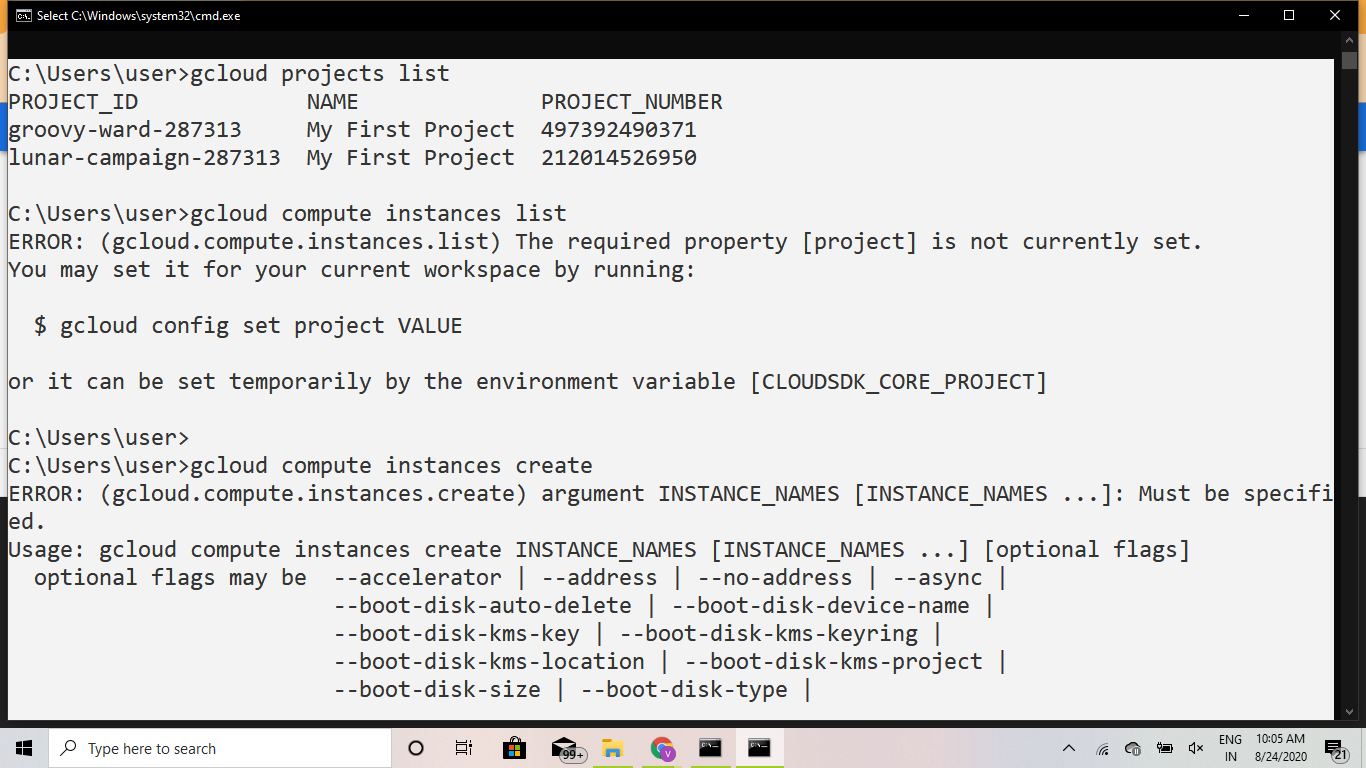 Select C:\Windows\system32\cmd.exe
C:\Users\user>gcloud projects list
PROJECT_ID NAME PROJECT_NUMBER
groovy-ward-287313 My First Project 497392490371
lunar-campaign-287313 My First Project 212014526950
C:\Users\user>gcloud compute instances list
ERROR: (gcloud.compute.instances.list) The required property [project] is not currently set.
You may set it for your current workspace by running:
$ gcloud config set project VALUE
or it can be set temporarily by the environment variable [CLOUDSDK_CORE_PROJECT]
C:\Users\user>
C:\Users\user>gcloud compute instances create
ERROR: (gcloud.compute.instances.create) argument INSTANCE_NAMES [INSTANCE_NAMES ...]: Must be specifi
ed.
Usage: gcloud compute instances create INSTANCE_NAMES [INSTANCE_NAMES ...] [optional flags]
optional flags may be --accelerator | --address | --no-address | --async |
--boot-disk-auto-delete | --boot-disk-device-name |
--boot-disk-kms-key | --boot-disk-kms-keyring |
--boot-disk-kms-location | --boot-disk-kms-project |
--boot-disk-size | --boot-disk-type |
Type here to search
99+
V
ENG
IN
10:05 AM
8/24/2020
21